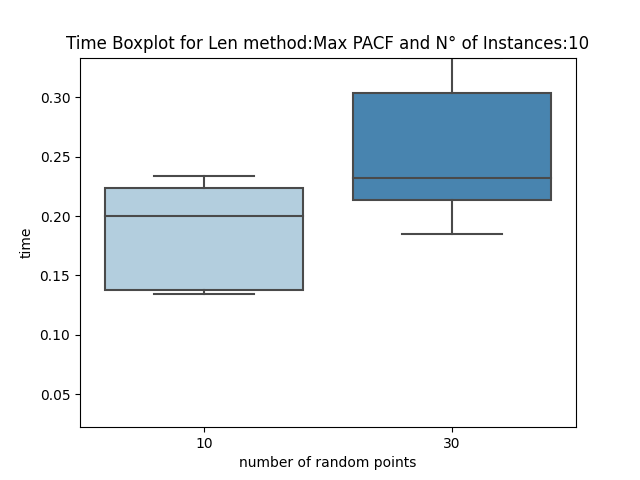 Time Boxplot for Len method:Max PACF and N° of Instances:10
0.30
0.25
0.20
0.15
0.10
0.05
time
10
30
number of random points